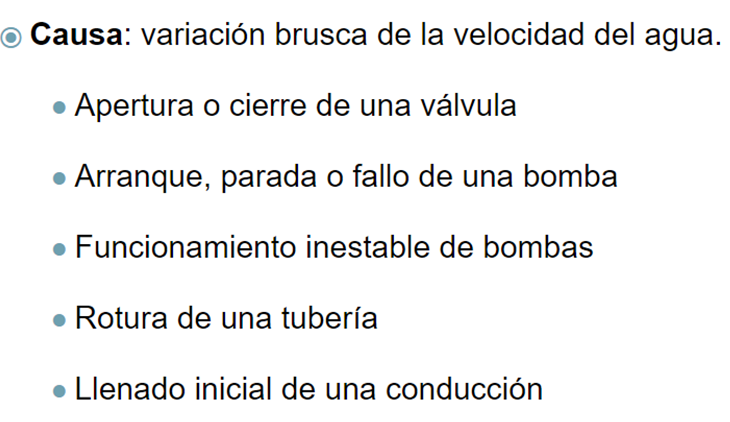 Causa: variación brusca de la velocidad del agua.
Apertura o cierre de una válvula
Arranque, parada o fallo de una bomba
Funcionamiento inestable de bombas
Rotura de una tubería
Llenado inicial de una conducción